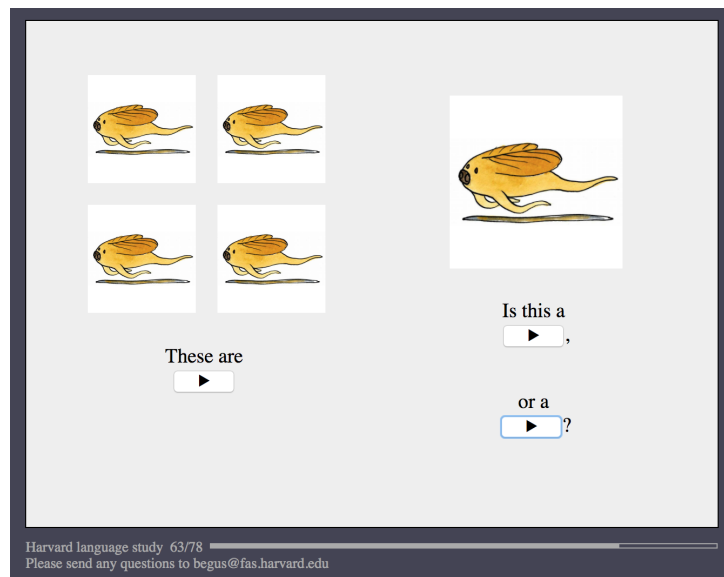 These are
Is this a
,
or a
?
Harvard language study 63/78
Please send any questions to begus@fas.harvard.edu